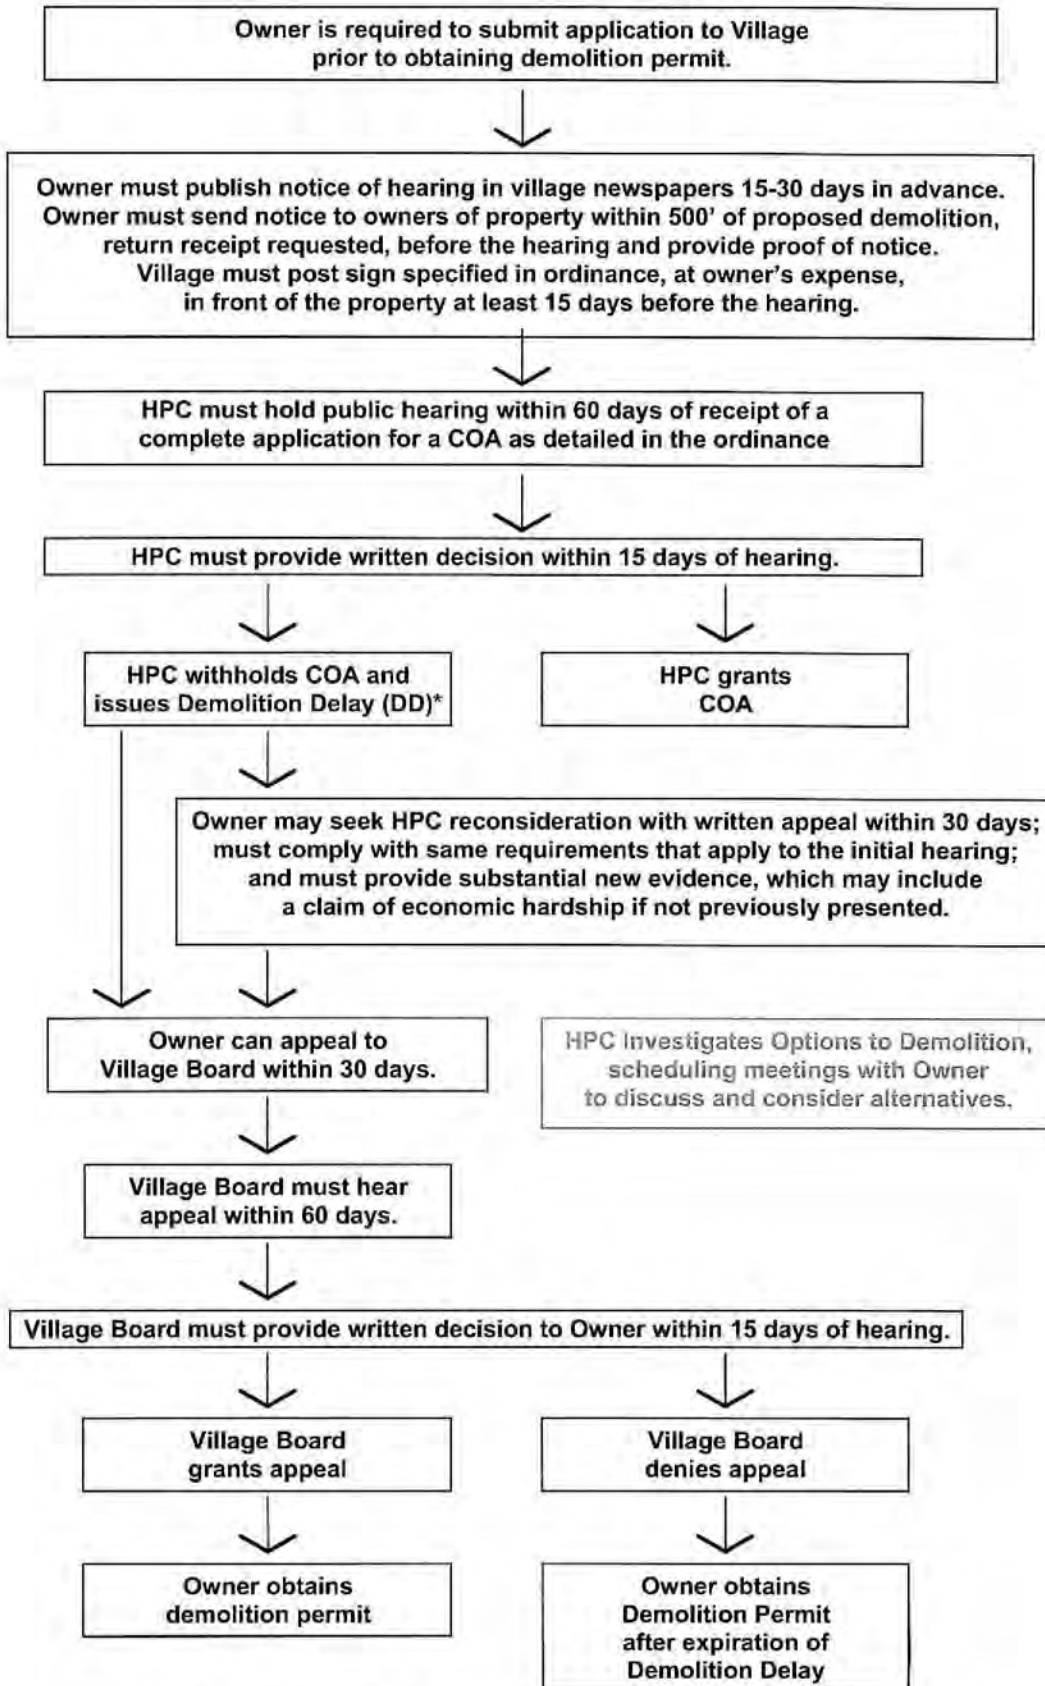 Owner is required to submit application to Village
prior to obtaining demolition permit.
Owner must publish notice of hearing in village newspapers 15-30 days in advance.
Owner must send notice to owners of property within 500' of proposed demolition,
return receipt requested, before the hearing and provide proof of notice.
Village must post sign specified in ordinance, at owner's expense,
in front of the property at least 15 days before the hearing.
HPC must hold public hearing within 60 days of receipt of a
complete application for a COA as detailed in the ordinance
HPC must provide written decision within 15 days of hearing.
HPC withholds COA and
issues Demolition Delay (DD)*
HPC grants
COA
Owner may seek HPC reconsideration with written appeal within 30 days;
must comply with same requirements that apply to the initial hearing;
and must provide substantial new evidence, which may include
a claim of economic hardship if not previously presented.
Owner can appeal to
Village Board within 30 days.
HPC Investigates Options to Demolition,
scheduling meetings with Owner
to discuss and consider alternatives.
Village Board must hear
appeal within 60 days.
Village Board must provide written decision to Owner within 15 days of hearing.
Village Board
grants appeal
Village Board
denies appeal
Owner obtains
demolition permit
Owner obtains
Demolition Permit
after expiration of
Demolition Delay